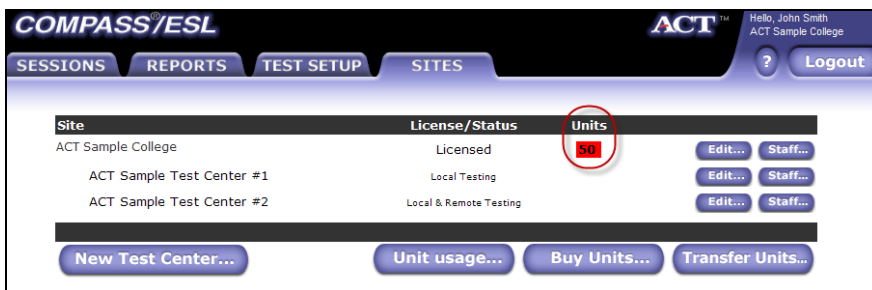 COMPASS®/ESL
ACT™
Hello, John Smith
ACT Sample College
SESSIONS REPORTS TEST SETUP SITES
? Logout
Site License/Status Units
ACT Sample College Licensed 50 Edit... Staff...
ACT Sample Test Center #1 Local Testing Edit... Staff...
ACT Sample Test Center #2 Local & Remote Testing Edit... Staff...
New Test Center... Unit usage... Buy Units... Transfer Units...